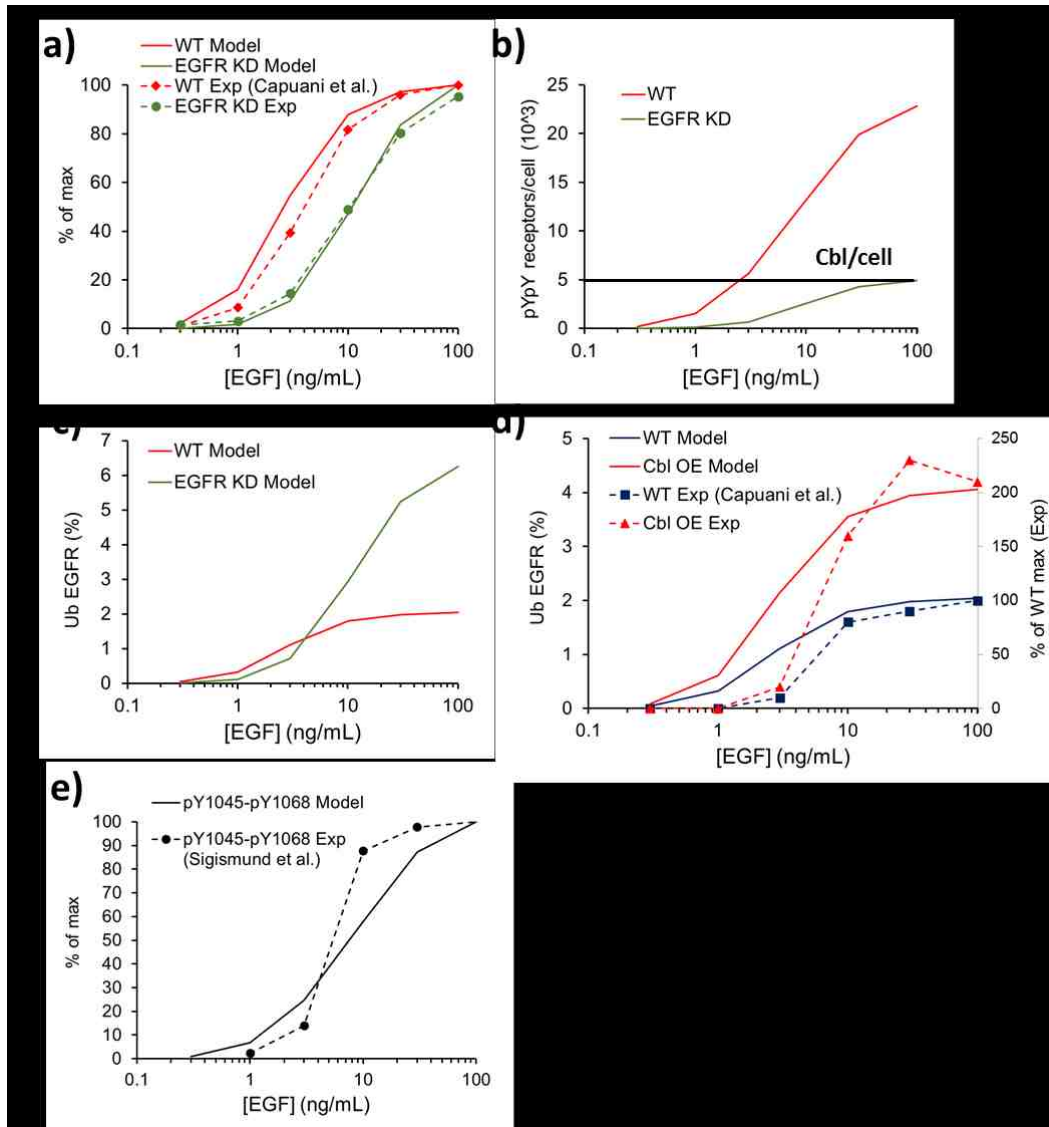 a)
WT Model
EGFR KD Model
WT Exp (Capuani et al.)
EGFR KD Exp
100
80
60
40
20
0
% of max
0.1
1
10
100
[EGF] (ng/mL)
b)
WT
EGFR KD
25
20
15
10
5
0
pYpY receptors/cell (10^3)
Cbl/cell
0.1
1
10
100
[EGF] (ng/mL)
c)
WT Model
EGFR KD Model
7
6
5
4
3
2
1
0
Ub EGFR (%)
0.1
1
10
100
[EGF] (ng/mL)
d)
WT Model
Cbl OE Model
WT Exp (Capuani et al.)
Cbl OE Exp
5
4
3
2
1
0
Ub EGFR (%)
250
200
150
100
50
0
% of WT max (Exp)
0.1
1
10
100
[EGF] (ng/mL)
e)
pY1045-pY1068 Model
pY1045-pY1068 Exp
(Sigismund et al.)
100
90
80
70
60
50
40
30
20
10
0
% of max
0.1
1
10
100
[EGF] (ng/mL)